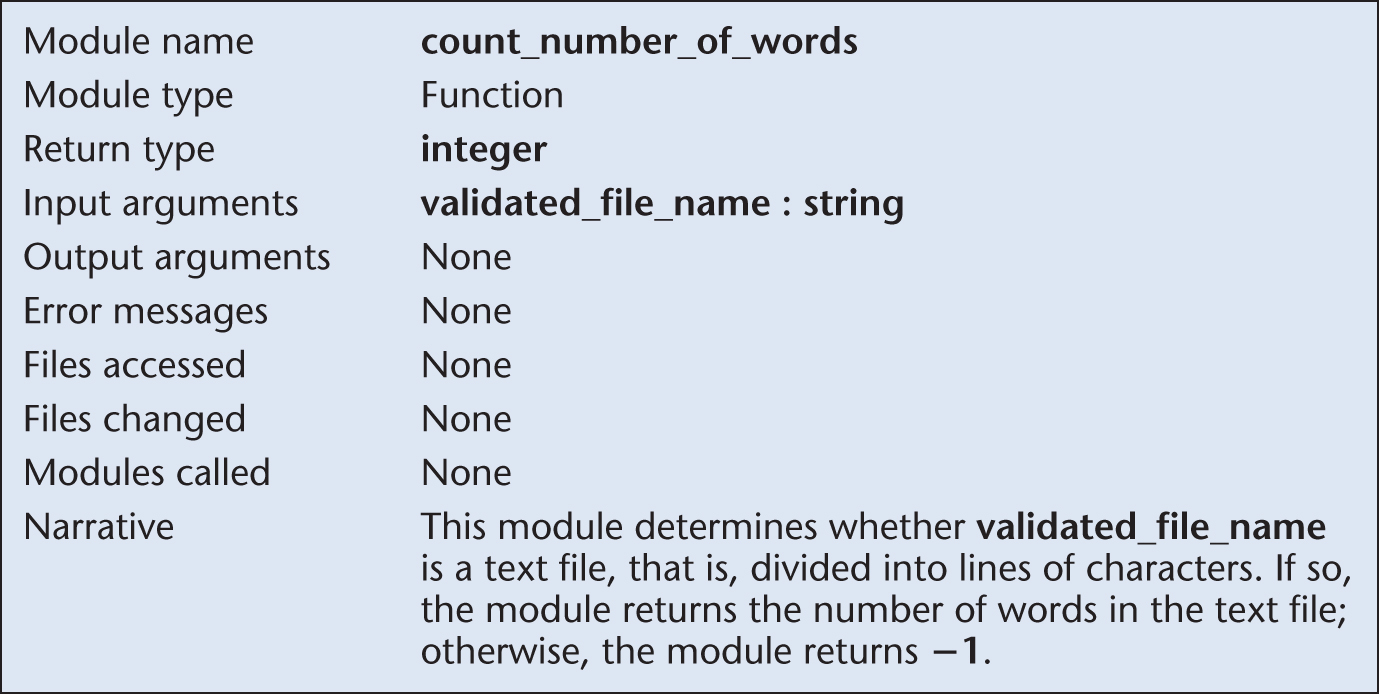 Module name count_number_of_words
Module type Function
Return type integer
Input arguments validated_file_name : string
Output arguments None
Error messages None
Files accessed None
Files changed None
Modules called None
Narrative This module determines whether validated_file_name
is a text file, that is, divided into lines of characters. If so,
the module returns the number of words in the text file;
otherwise, the module returns −1.